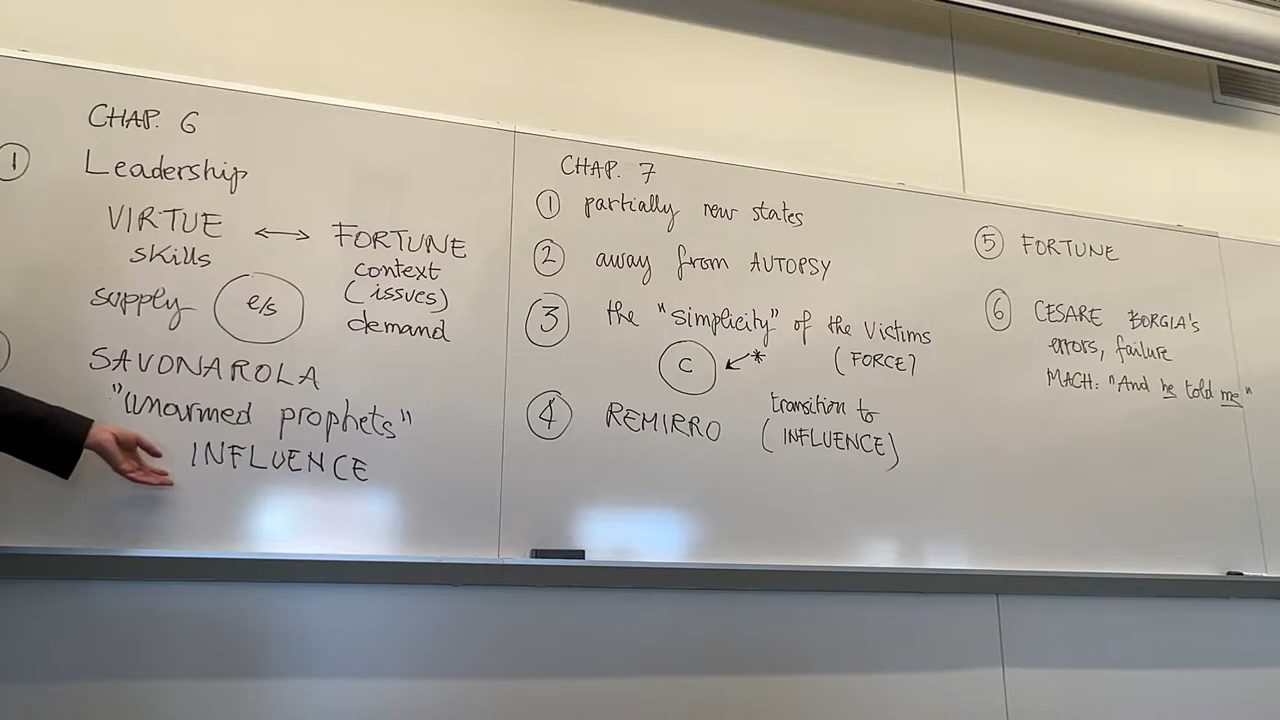 CHAP. 6
① Leadership
VIRTUE ↔ FORTUNE
skills
context
(issues)
supply
e/s
demand
SAVONAROLA
"Unarmed prophets"
INFLUENCE
CHAP. 7
① partially new states
② away from AUTOPSY
③ the "simplicity" of the victims
(FORCE)
C ↙*
④ REMIRRO
transition to
(INFLUENCE)
⑤ FORTUNE
⑥ CESARE BORGIA's
errors, failure
MACH: "And he told me"